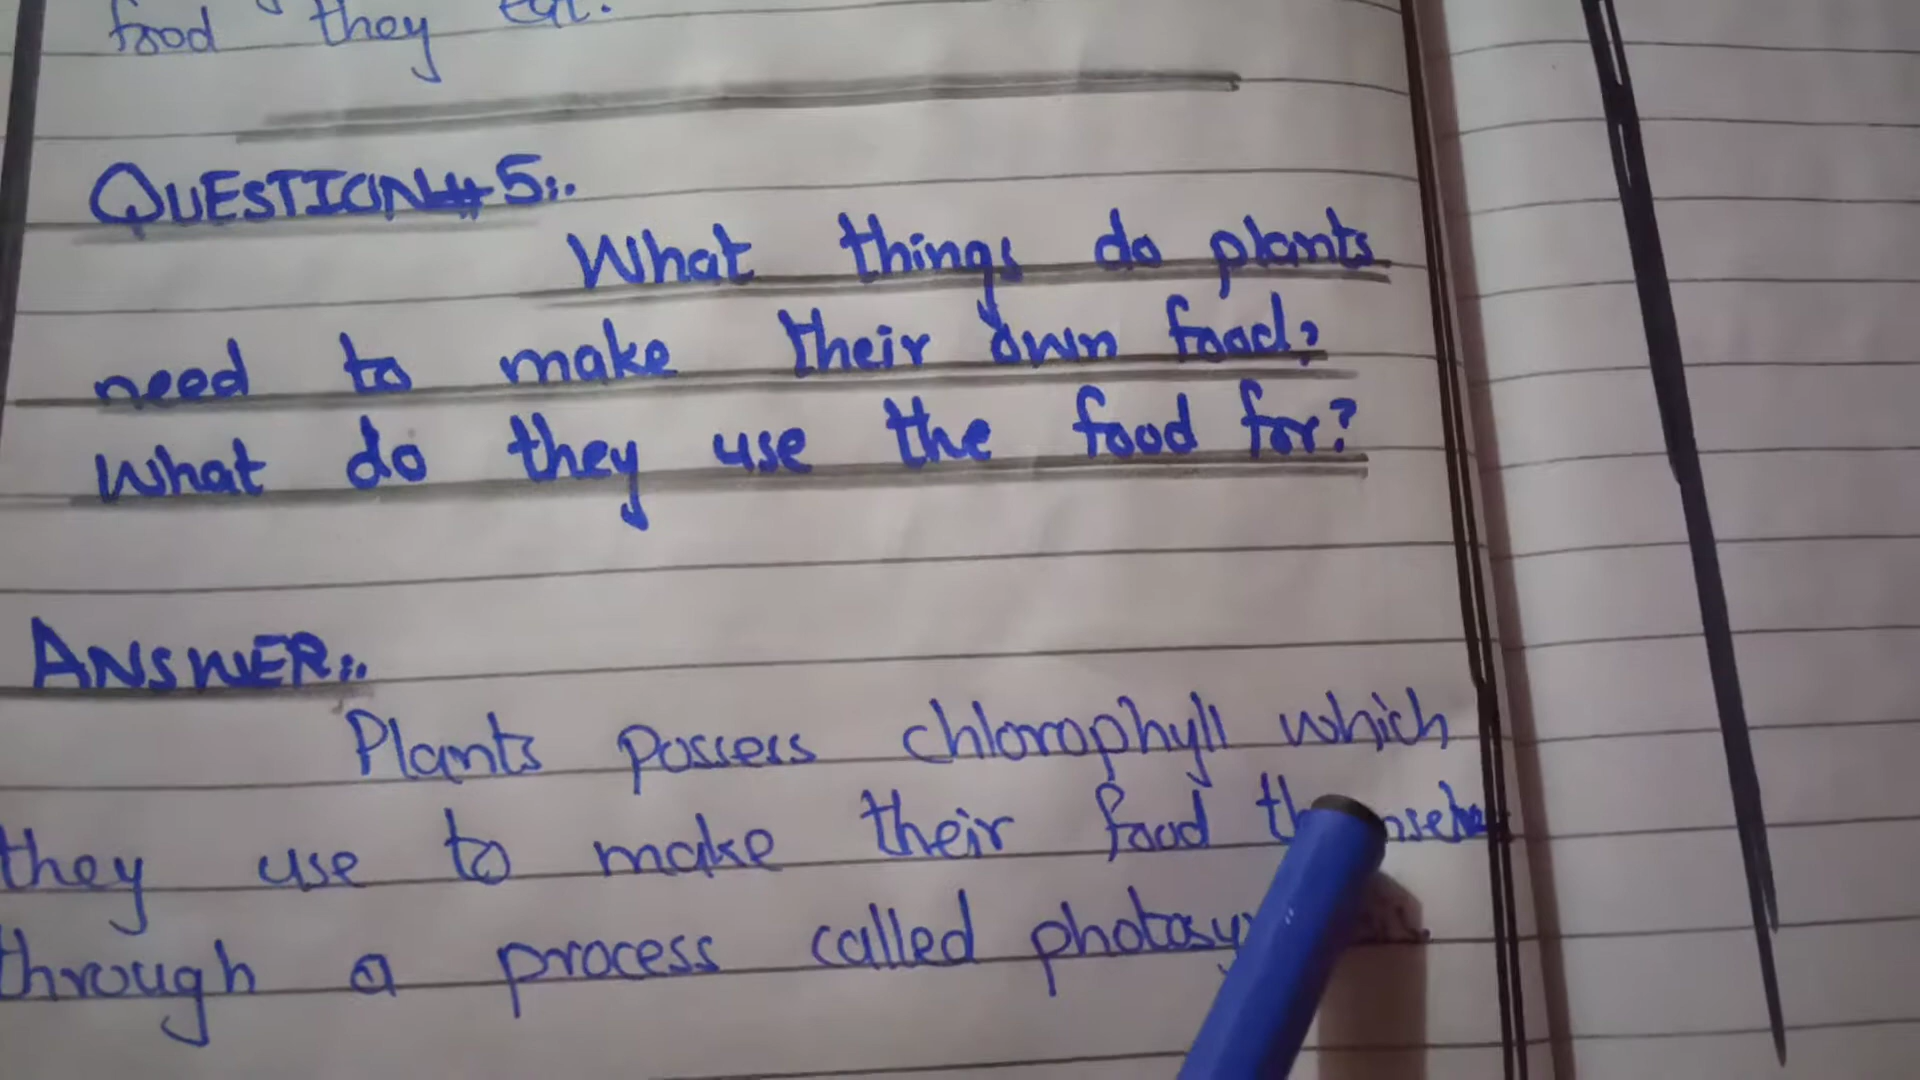 food they eat.
QUESTION# 5:.
What things do plants
need to make their own food?
What do they use the food for?
ANSWER:.
Plants possess chlorophyll which
they use to make their food
through a process called